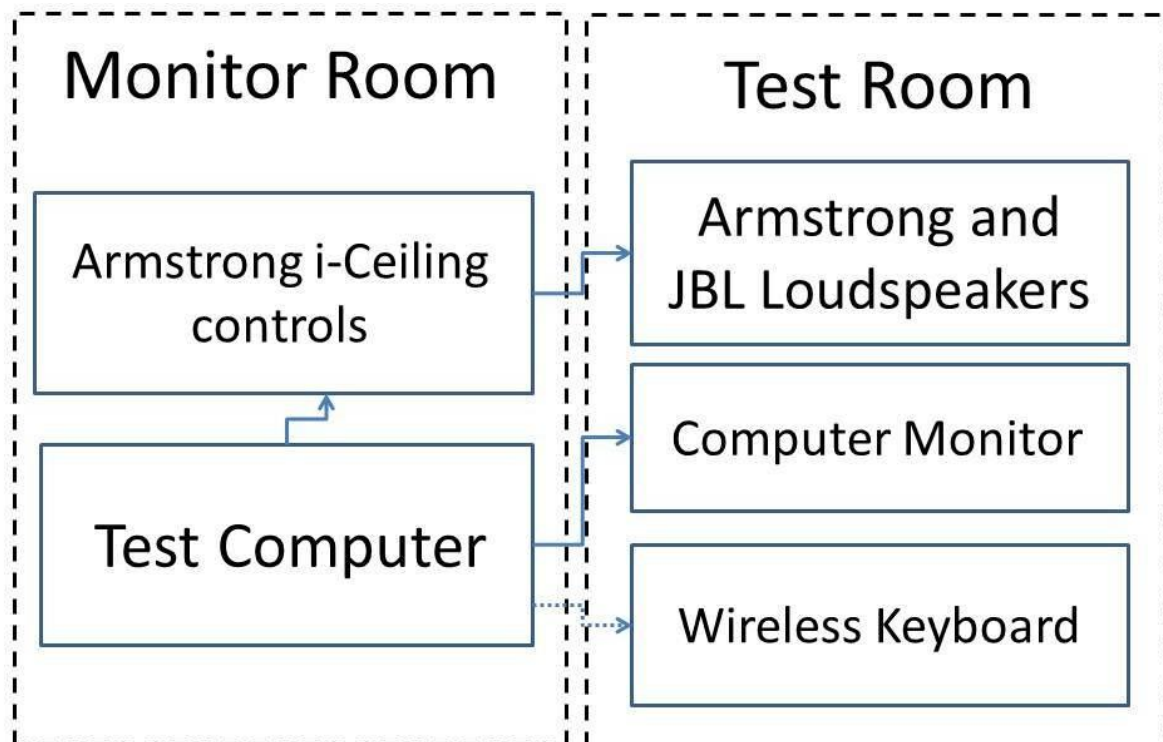 Monitor Room
Armstrong i-Ceiling
controls
Test Computer
Test Room
Armstrong and
JBL Loudspeakers
Computer Monitor
Wireless Keyboard